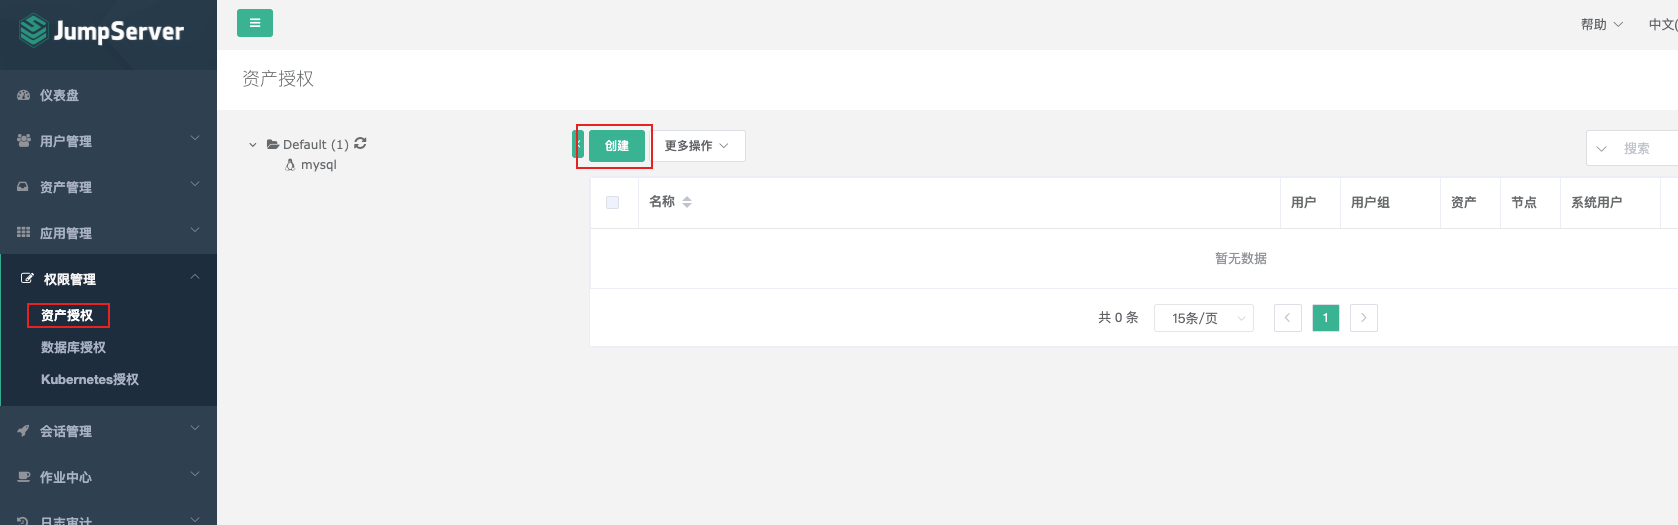 JumpServer
帮助
中文(
资产授权
仪表盘
用户管理
资产管理
应用管理
权限管理
资产授权
数据库授权
Kubernetes授权
会话管理
作业中心
日志审计
Default (1)
mysql
创建
更多操作
搜索
名称
用户
用户组
资产
节点
系统用户
暂无数据
共 0 条
15条/页
1